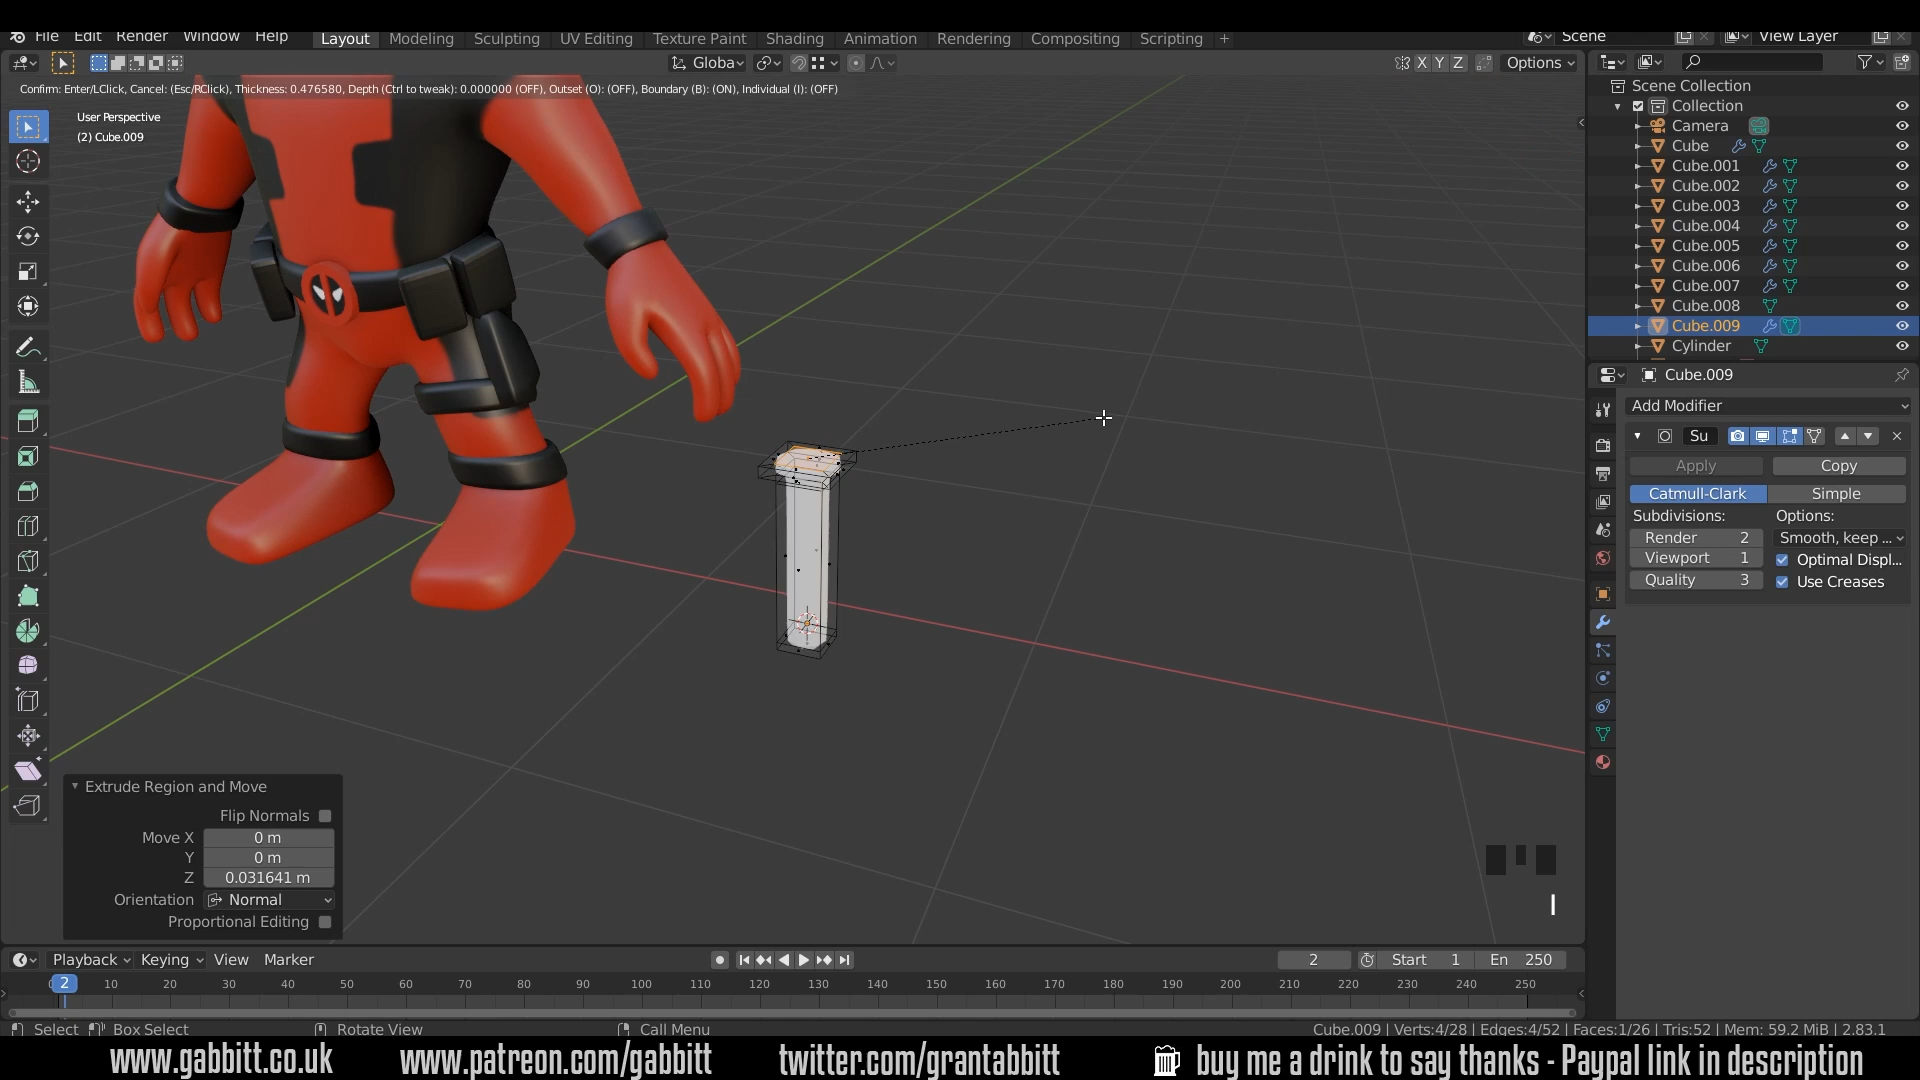 File Edit Render Window Help Layout Modeling Sculpting UV Editing Texture Paint Shading Animation Rendering Compositing Scripting + Scene View Layer
Globa X Y Z Options
Confirm: Enter/LClick, Cancel: (Esc/RClick), Thickness: 0.476580, Depth (Ctrl to tweak): 0.000000 (OFF), Outset (O): (OFF), Boundary (B): (ON), Individual (I): (OFF)
User Perspective
(2) Cube.009
Scene Collection
Collection
Camera
Cube
Cube.001
Cube.002
Cube.003
Cube.004
Cube.005
Cube.006
Cube.007
Cube.008
Cube.009
Cylinder
Cube.009
Add Modifier
Su
Apply Copy
Catmull-Clark Simple
Subdivisions: Options:
Render 2 Smooth, keep ...
Viewport 1 Optimal Displ...
Quality 3 Use Creases
Extrude Region and Move
Flip Normals
Move X 0 m
Y 0 m
Z 0.031641 m
Orientation Normal
Proportional Editing
I
Playback Keying View Marker 2 Start 1 En 250
2 10 20 30 40 50 60 70 80 90 100 110 120 130 140 150 160 170 180 190 200 210 220 230 240 250
Select Box Select Rotate View Call Menu Cube.009 | Verts:4/28 | Edges:4/52 | Faces:1/26 | Tris:52 | Mem: 59.2 MiB | 2.83.1
www.gabbitt.co.uk www.patreon.com/gabbitt twitter.com/grantabbitt buy me a drink to say thanks - Paypal link in description